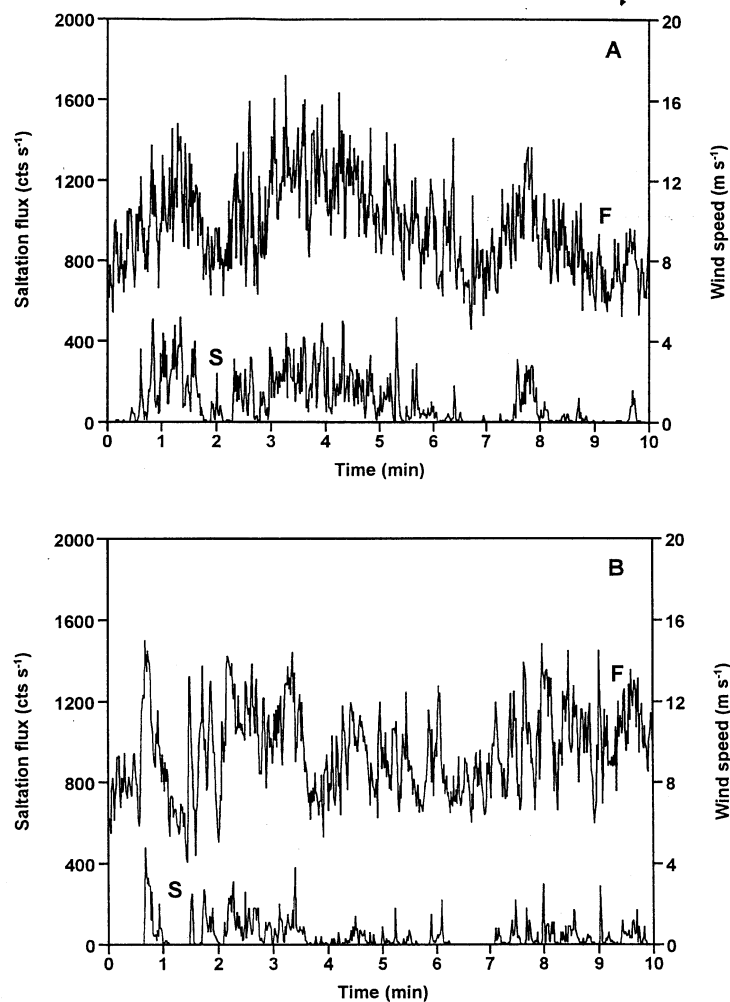 2000
1600
1200
800
400
0
20
16
12
8
4
0
A
F
S
Saltation flux (cts s⁻¹)
Wind speed (m s⁻¹)
0 1 2 3 4 5 6 7 8 9 10
Time (min)
2000
1600
1200
800
400
0
20
16
12
8
4
0
B
F
S
Saltation flux (cts s⁻¹)
Wind speed (m s⁻¹)
0 1 2 3 4 5 6 7 8 9 10
Time (min)